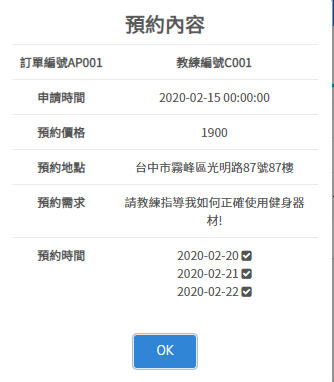 預約內容
訂單編號AP001 教練編號C001
申請時間 2020-02-15 00:00:00
預約價格 1900
預約地點 台中市霧峰區光明路87號87樓
預約需求 請教練指導我如何正確使用健身器
材!
預約時間 2020-02-20
2020-02-21
2020-02-22
OK